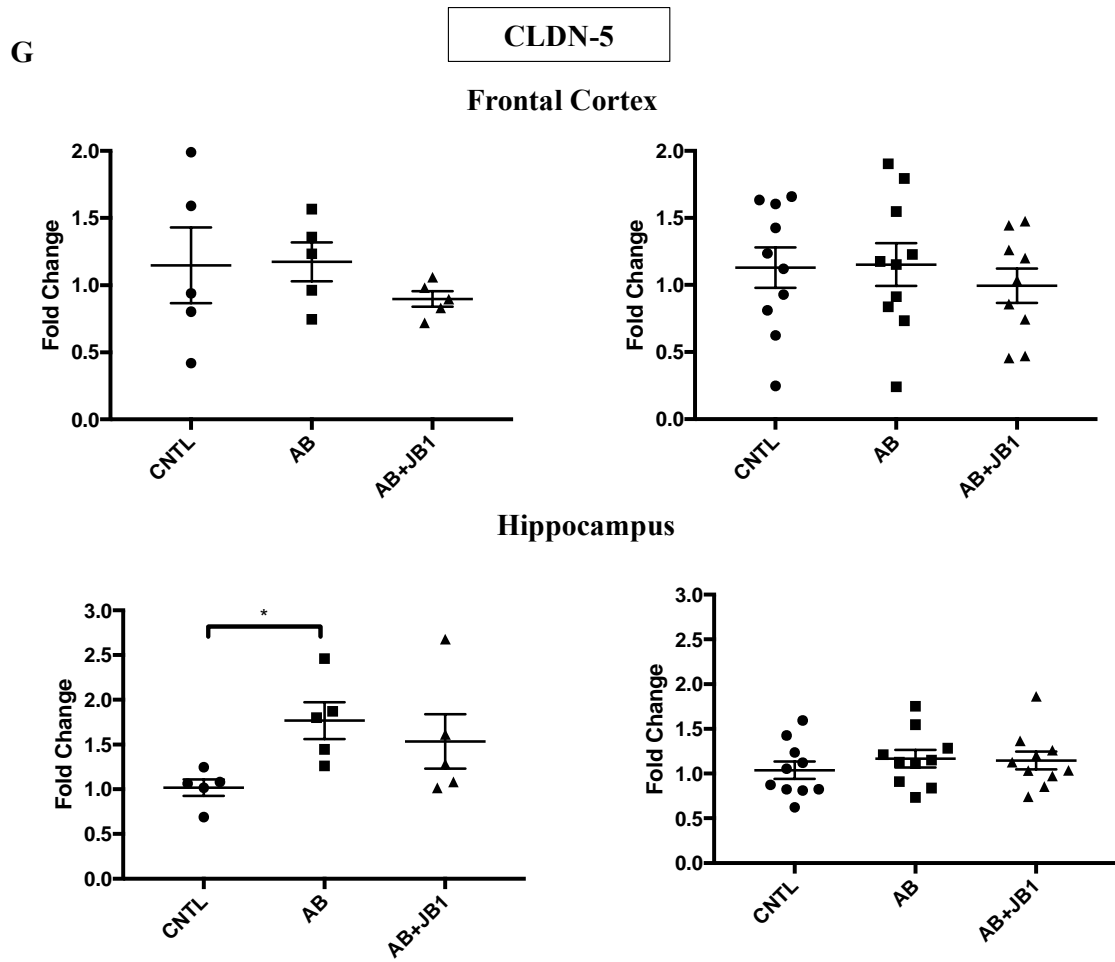 G
CLDN-5
Frontal Cortex
Fold Change
2.0
1.5
1.0
0.5
0.0
CNTL
AB
AB+JB1
Fold Change
2.0
1.5
1.0
0.5
0.0
CNTL
AB
AB+JB1
Hippocampus
Fold Change
3.0
2.5
2.0
1.5
1.0
0.5
0.0
*
CNTL
AB
AB+JB1
Fold Change
3.0
2.5
2.0
1.5
1.0
0.5
0.0
CNTL
AB
AB+JB1